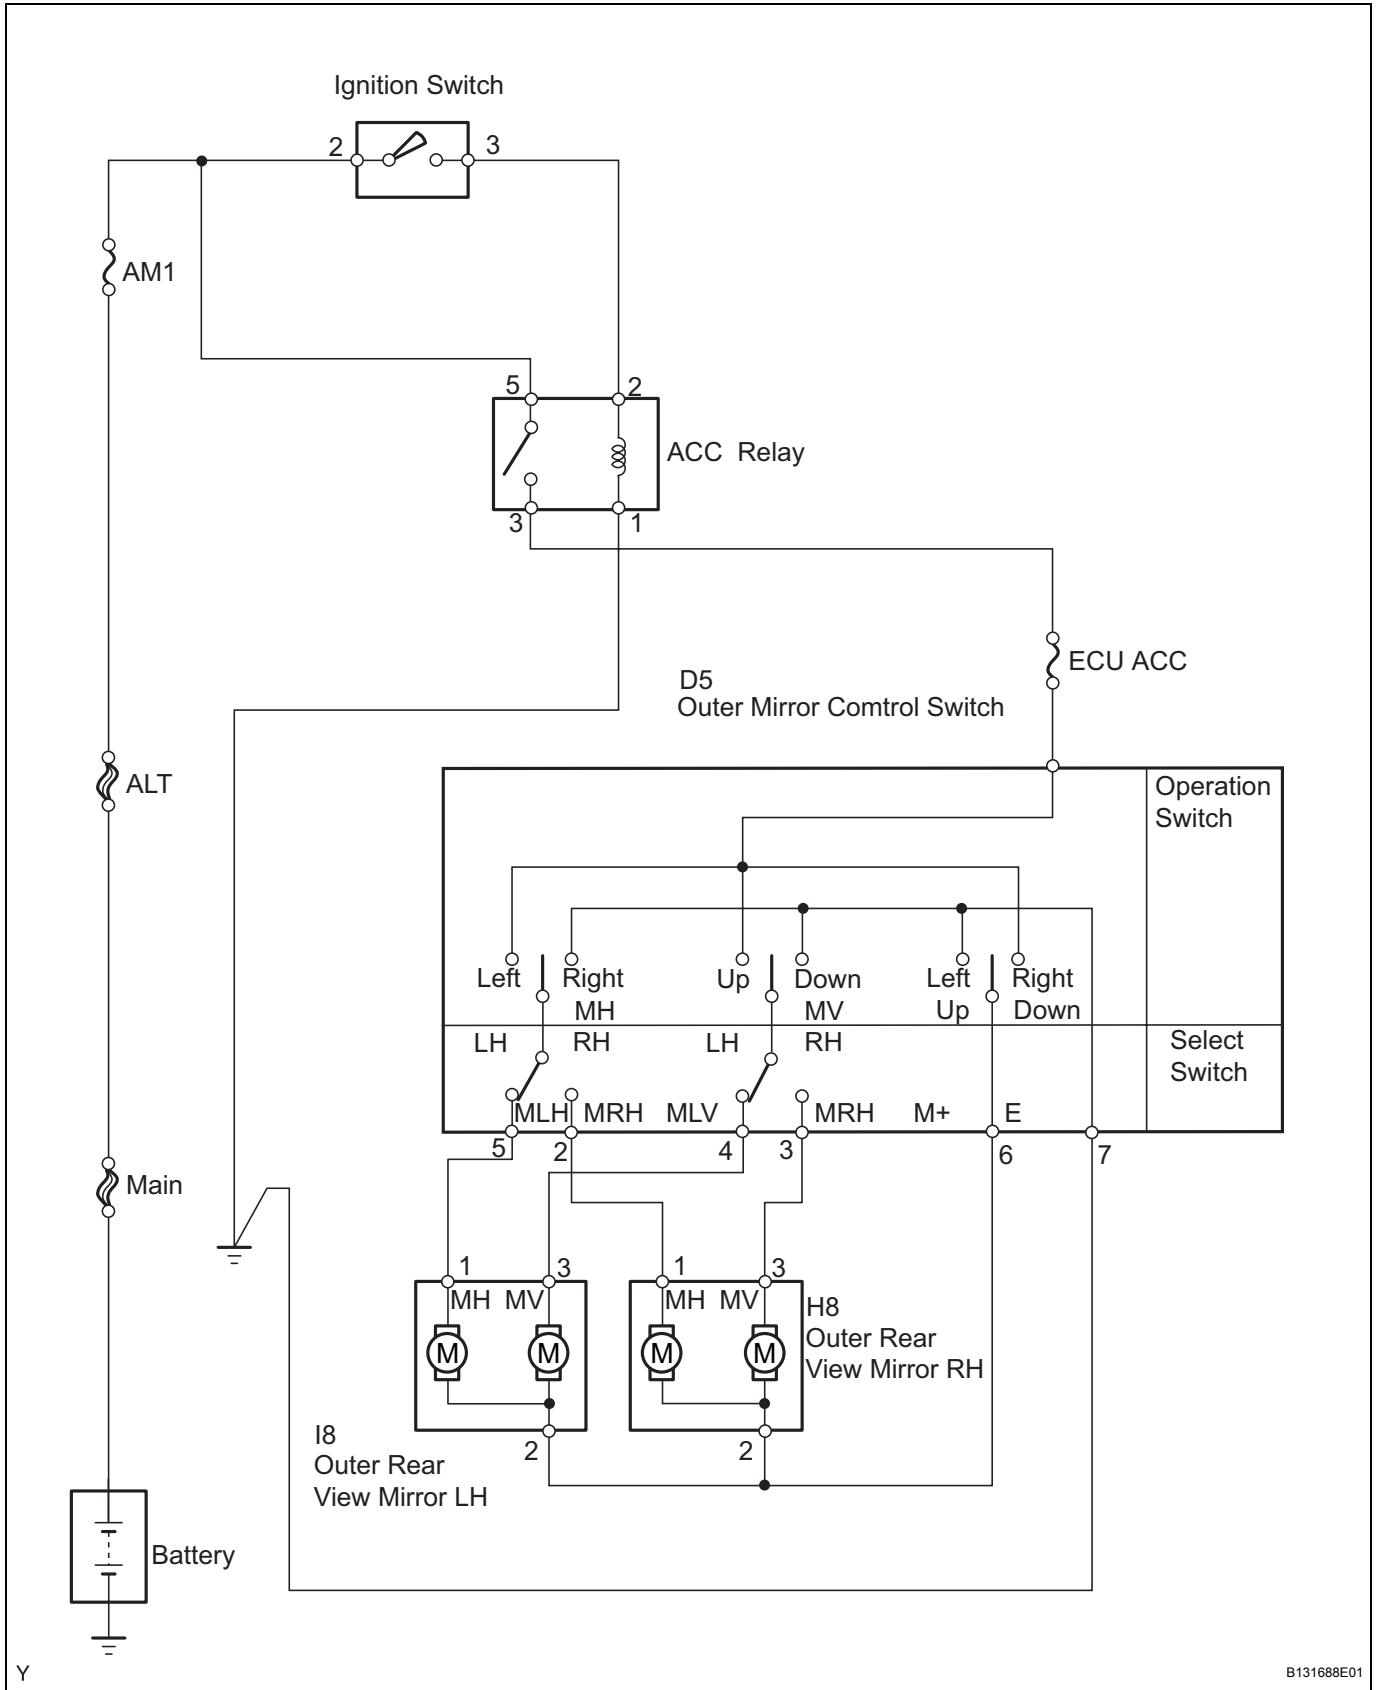 Ignition Switch
2
3
AM1
5
2
ACC Relay
3
1
ECU ACC
D5
Outer Mirror Comtrol Switch
ALT
Operation
Switch
Left
Right
Up
Down
Left
Right
MH
MV
Up
Down
LH
RH
LH
RH
Select
Switch
MLH
MRH
MLV
MRH
M+
E
5
2
4
3
6
7
Main
1
3
1
3
MH
MV
MH
MV
H8
Outer Rear
View Mirror RH
M
M
M
M
2
2
I8
Outer Rear
View Mirror LH
Battery
Y
B131688E01